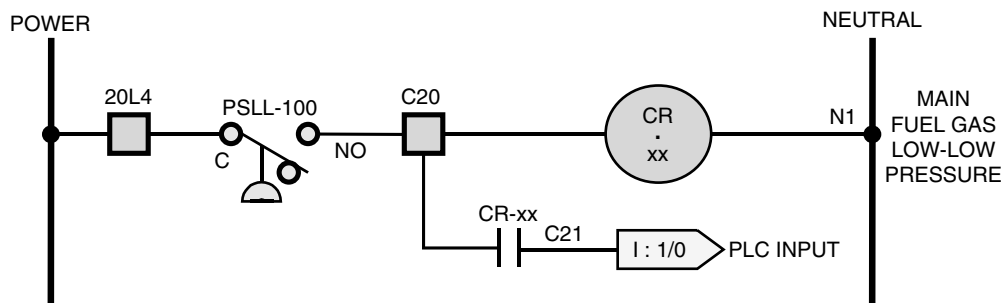 POWER
NEUTRAL
20L4
PSLL-100
C20
CR
.
xx
N1
MAIN
FUEL GAS
LOW-LOW
PRESSURE
C
NO
CR-xx
C21
I : 1/0
PLC INPUT